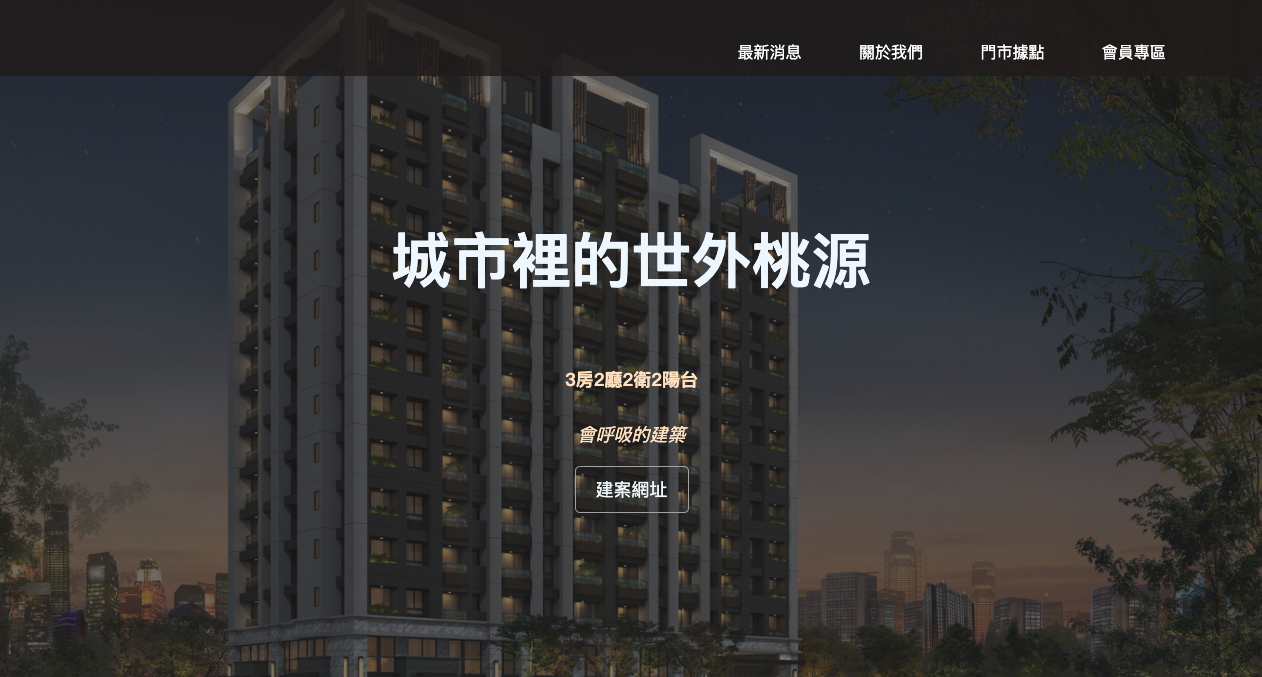 最新消息 關於我們 門市據點 會員專區
城市裡的世外桃源
3房2廳2衛2陽台
會呼吸的建築
建案網址